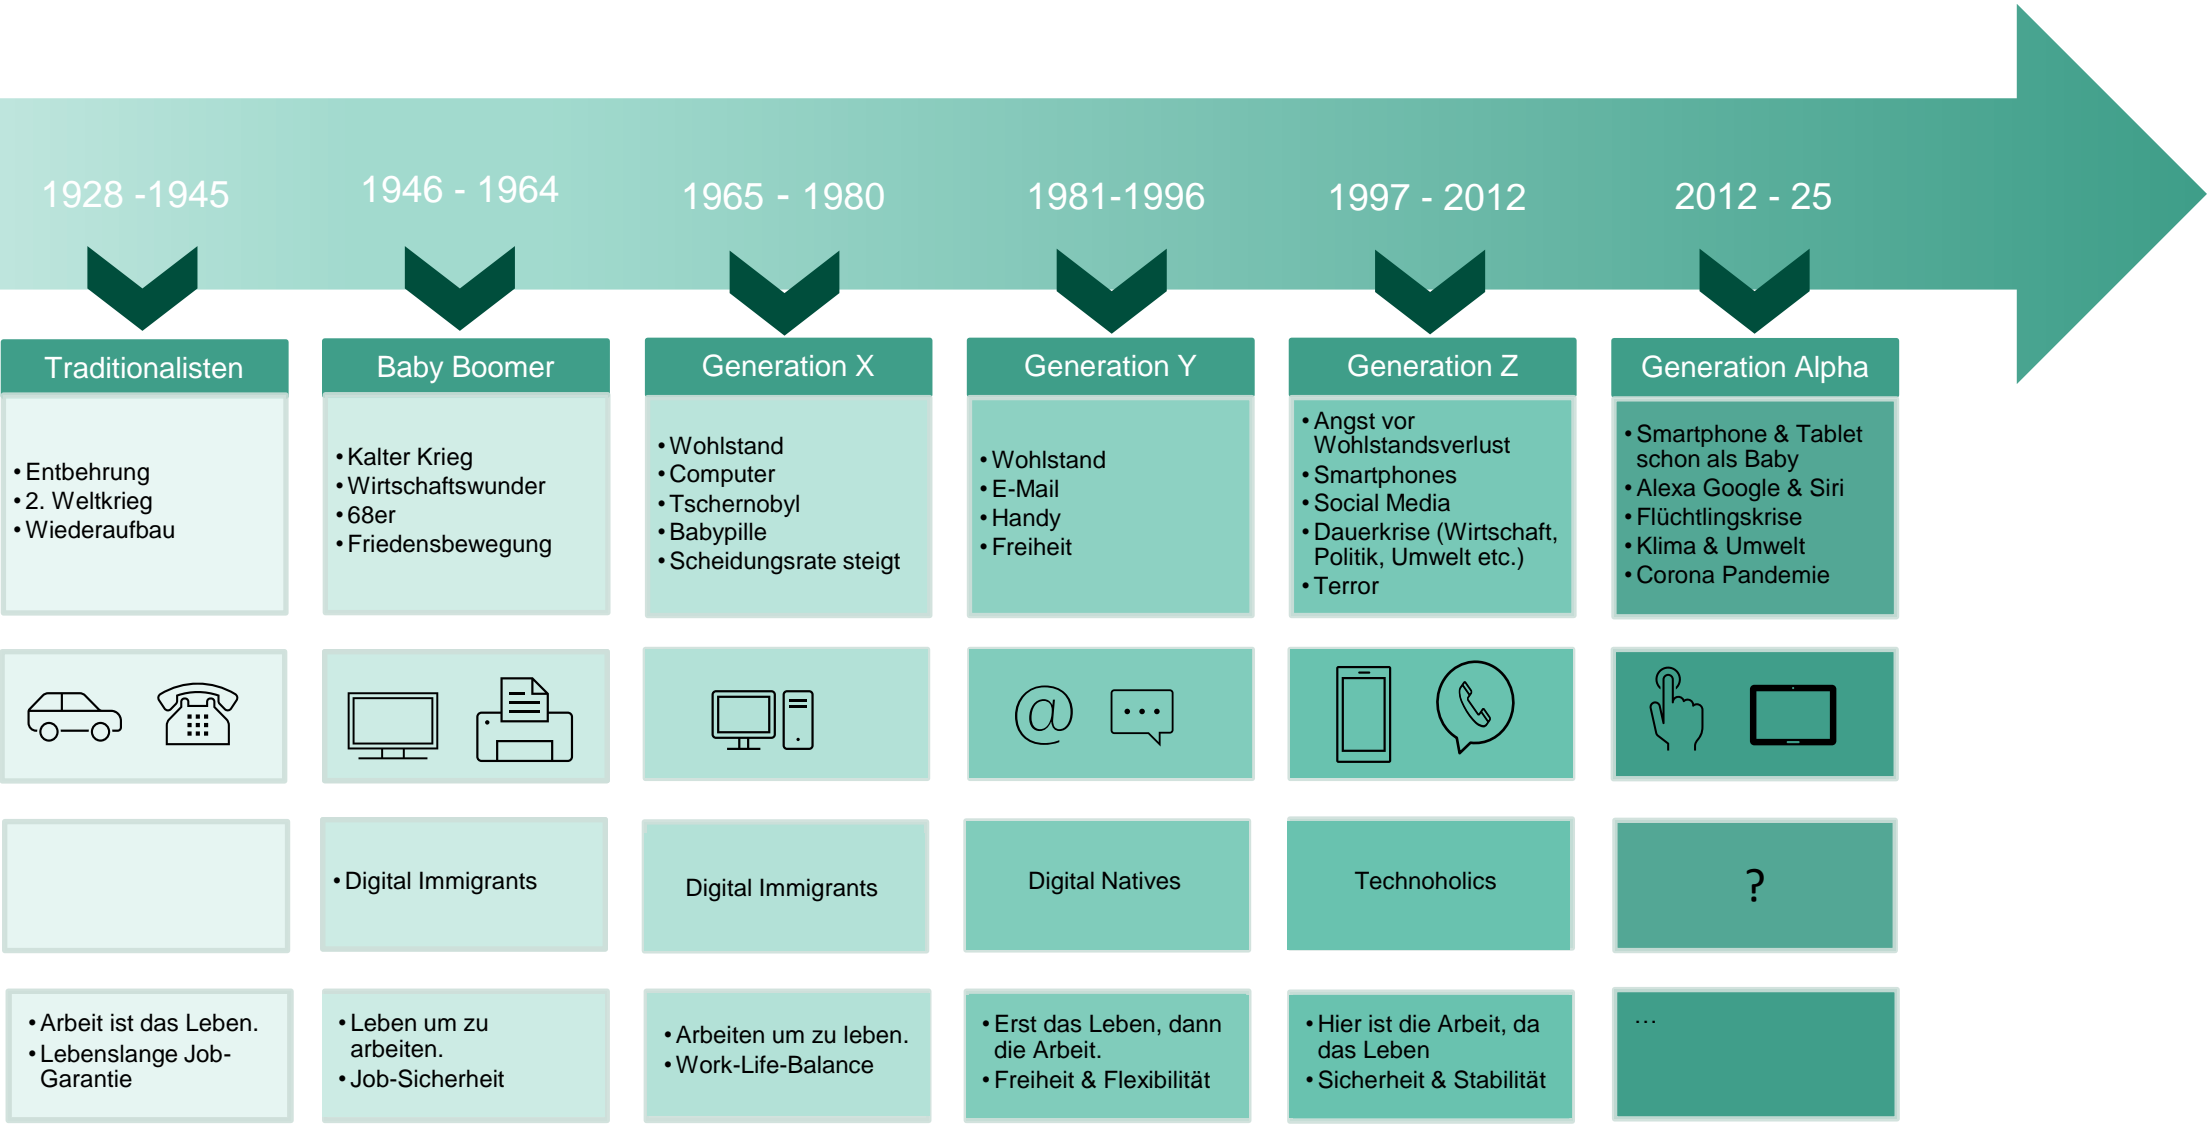 1928 -1945
1946 - 1964
1965 - 1980
1981-1996
1997 - 2012
2012 - 25
Traditionalisten
Baby Boomer
Generation X
Generation Y
Generation Z
Generation Alpha
• Entbehrung
• 2. Weltkrieg
• Wiederaufbau
• Kalter Krieg
• Wirtschaftswunder
• 68er
• Friedensbewegung
• Wohlstand
• Computer
• Tschernobyl
• Babypille
• Scheidungsrate steigt
• Wohlstand
• E-Mail
• Handy
• Freiheit
• Angst vor
Wohlstandsverlust
• Smartphones
• Social Media
• Dauerkrise (Wirtschaft,
Politik, Umwelt etc.)
• Terror
• Smartphone & Tablet
schon als Baby
• Alexa Google & Siri
• Flüchtlingskrise
• Klima & Umwelt
• Corona Pandemie
@
• Digital Immigrants
Digital Immigrants
Digital Natives
Technoholics
?
• Arbeit ist das Leben.
• Lebenslange Job-
Garantie
• Leben um zu
arbeiten.
• Job-Sicherheit
• Arbeiten um zu leben.
• Work-Life-Balance
• Erst das Leben, dann
die Arbeit.
• Freiheit & Flexibilität
• Hier ist die Arbeit, da
das Leben
• Sicherheit & Stabilität
…